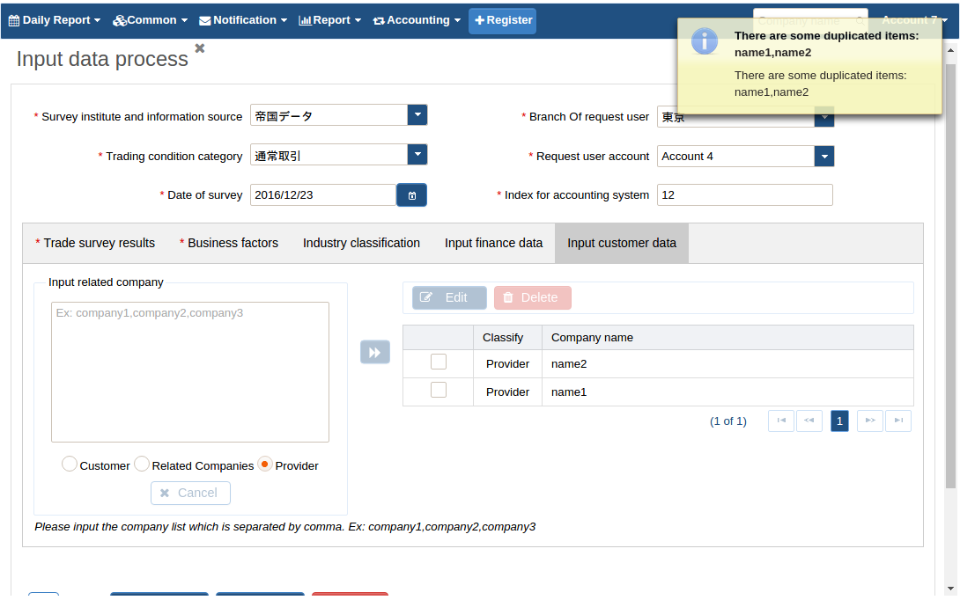 Daily Report Common Notification Report Accounting Register Company name Account 7
There are some duplicated items:
name1,name2
There are some duplicated items:
name1,name2
Input data process
* Survey institute and information source 帝国データ * Branch Of request user 東京
* Trading condition category 通常取引 * Request user account Account 4
* Date of survey 2016/12/23 * Index for accounting system 12
* Trade survey results * Business factors Industry classification Input finance data Input customer data
Input related company
Ex: company1,company2,company3
Edit Delete
Classify Company name
Provider name2
Provider name1
(1 of 1) 1
Customer Related Companies Provider
Cancel
Please input the company list which is separated by comma. Ex: company1,company2,company3